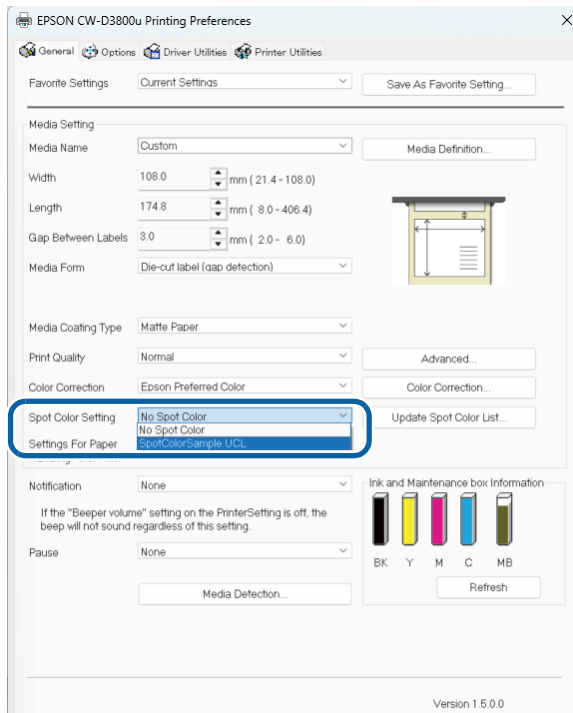 EPSON CW-D3800u Printing Preferences
General Options Driver Utilities Printer Utilities
Favorite Settings Current Settings Save As Favorite Setting...
Media Setting
Media Name Custom Media Definition...
Width 108.0 mm ( 21.4 - 108.0)
Length 174.8 mm ( 8.0 - 406.4)
Gap Between Labels 3.0 mm ( 2.0 - 6.0)
Media Form Die-cut label (gap detection)
Media Coating Type Matte Paper
Print Quality Normal Advanced...
Color Correction Epson Preferred Color Color Correction...
Spot Color Setting No Spot Color Update Spot Color List...
No Spot Color
Settings For Paper SpotColorSample UCL
Notification None Ink and Maintenance box Information
If the "Beeper volume" setting on the PrinterSetting is off, the
beep will not sound regardless of this setting.
Pause None
BK Y M C MB
Media Detection... Refresh
Version 1.5.0.0